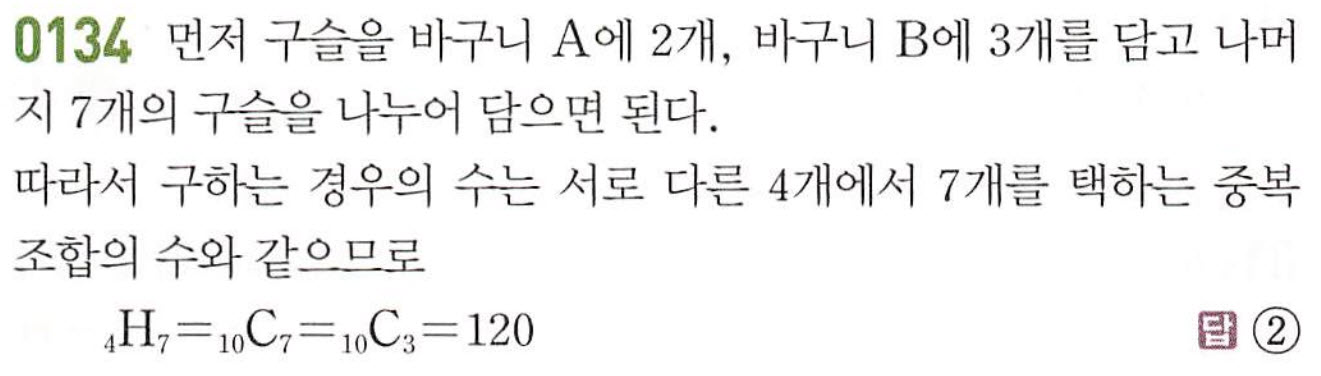 0134 먼저 구슬을 바구니 A에 2개, 바구니 B에 3개를 담고 나머
지 7개의 구슬을 나누어 담으면 된다.
따라서 구하는 경우의 수는 서로 다른 4개에서 7개를 택하는 중복
조합의 수와 같으므로
₄H₇=₁₀C₇=₁₀C₃=120 답 ②